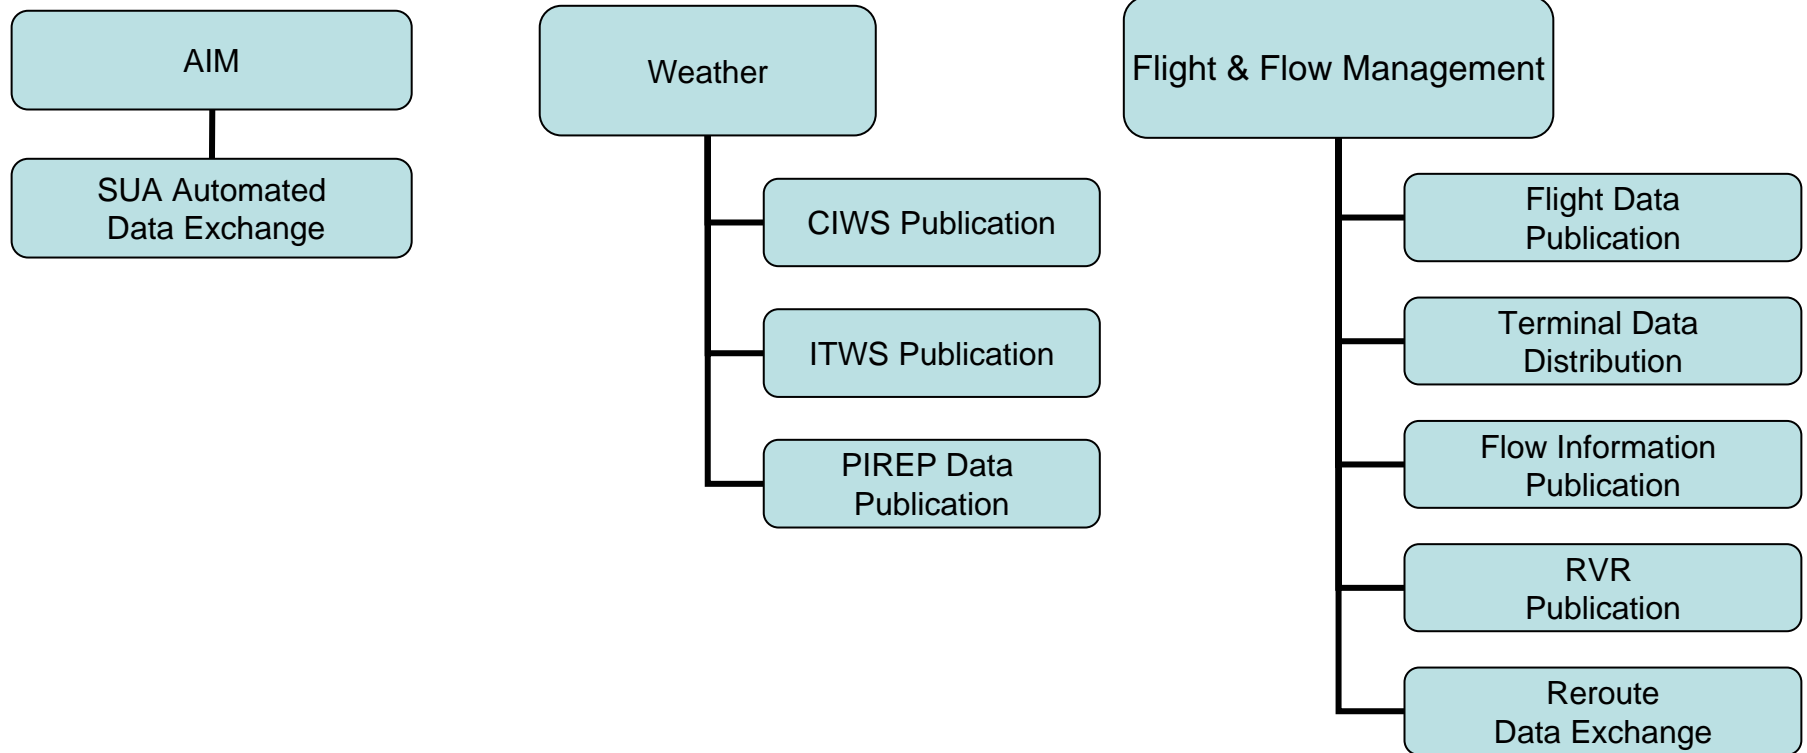 AIM
SUA Automated
Data Exchange
Weather
CIWS Publication
ITWS Publication
PIREP Data
Publication
Flight & Flow Management
Flight Data
Publication
Terminal Data
Distribution
Flow Information
Publication
RVR
Publication
Reroute
Data Exchange